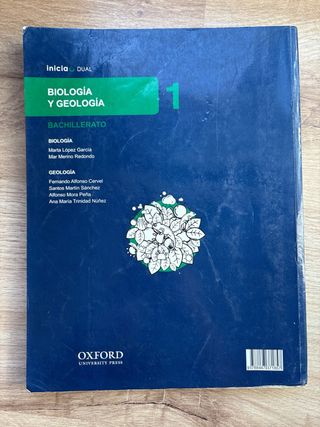 inicia DUAL
BIOLOGÍA
Y GEOLOGÍA
1
BACHILLERATO
BIOLOGÍA
Marta López García
Mar Merino Redondo
GEOLOGÍA
Fernando Alfonso Cervel
Santos Martín Sánchez
Alfonso Mora Peña
Ana María Trinidad Núñez
OXFORD
UNIVERSITY PRESS